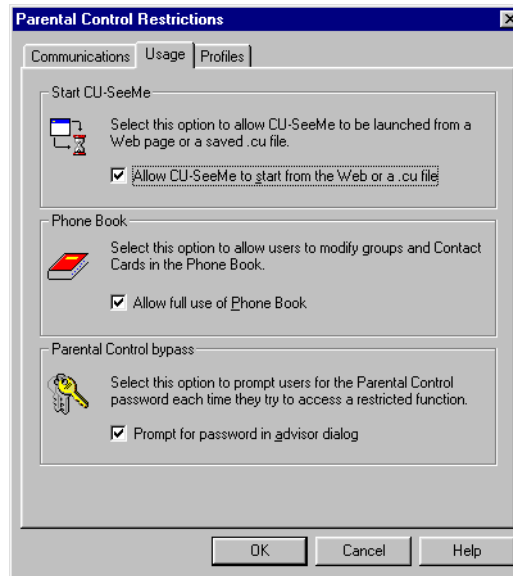 Parental Control Restrictions
Communications Usage Profiles
Start CU-SeeMe
Select this option to allow CU-SeeMe to be launched from a
Web page or a saved .cu file.
Allow CU-SeeMe to start from the Web or a .cu file
Phone Book
Select this option to allow users to modify groups and Contact
Cards in the Phone Book.
Allow full use of Phone Book
Parental Control bypass
Select this option to prompt users for the Parental Control
password each time they try to access a restricted function.
Prompt for password in advisor dialog
OK Cancel Help